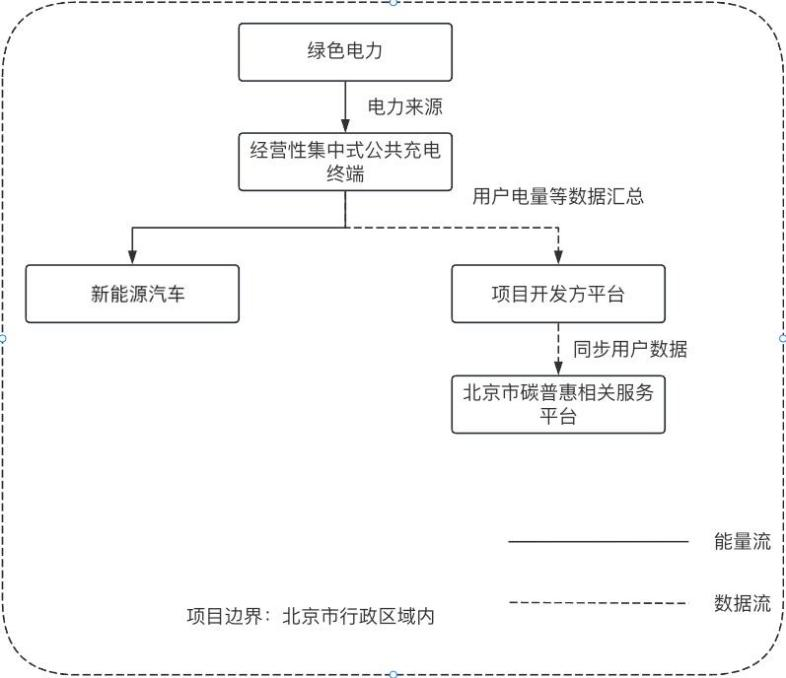 绿色电力
电力来源
经营性集中式公共充电
终端
用户电量等数据汇总
新能源汽车
项目开发方平台
同步用户数据
北京市碳普惠相关服务
平台
能量流
数据流
项目边界：北京市行政区域内